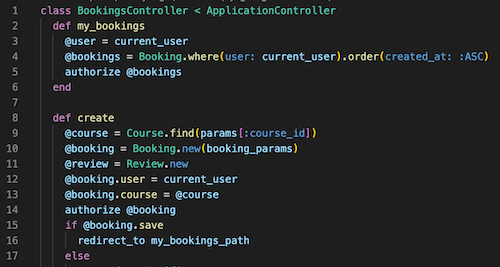 1 class BookingsController < ApplicationController
2   def my_bookings
3     @user = current_user
4     @bookings = Booking.where(user: current_user).order(created_at: :ASC)
5     authorize @bookings
6   end
7
8   def create
9     @course = Course.find(params[:course_id])
10     @booking = Booking.new(booking_params)
11     @review = Review.new
12     @booking.user = current_user
13     @booking.course = @course
14     authorize @booking
15     if @booking.save
16       redirect_to my_bookings_path
17     else